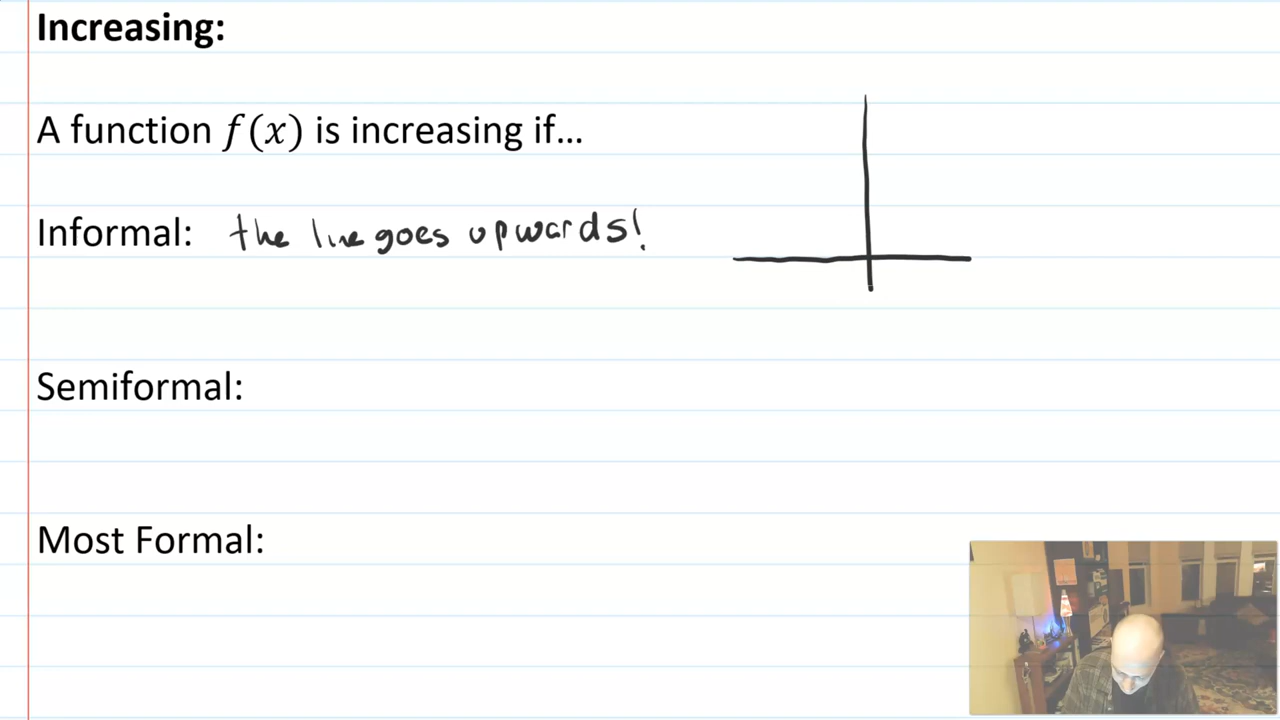 Increasing:
A function f(x) is increasing if...
Informal: the line goes upwards!
Semiformal:
Most Formal: